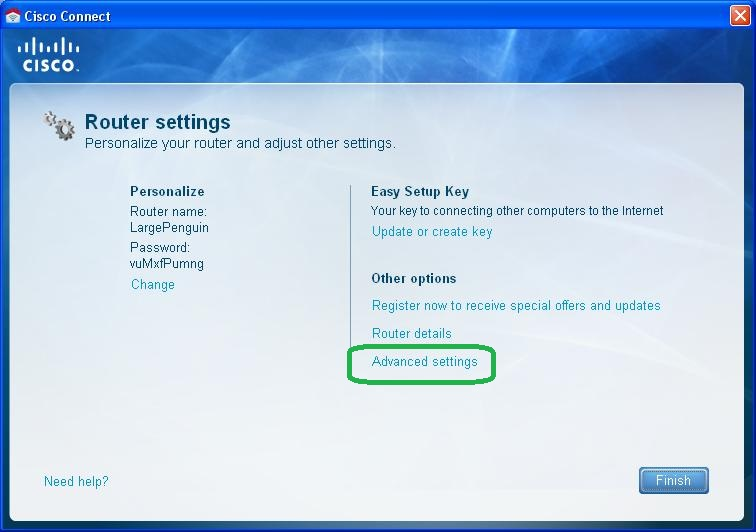 Cisco Connect
CISCO.
Router settings
Personalize your router and adjust other settings.
Personalize
Router name:
LargePenguin
Password:
vuMxfPumng
Change
Easy Setup Key
Your key to connecting other computers to the Internet
Update or create key
Other options
Register now to receive special offers and updates
Router details
Advanced settings
Need help?
Finish